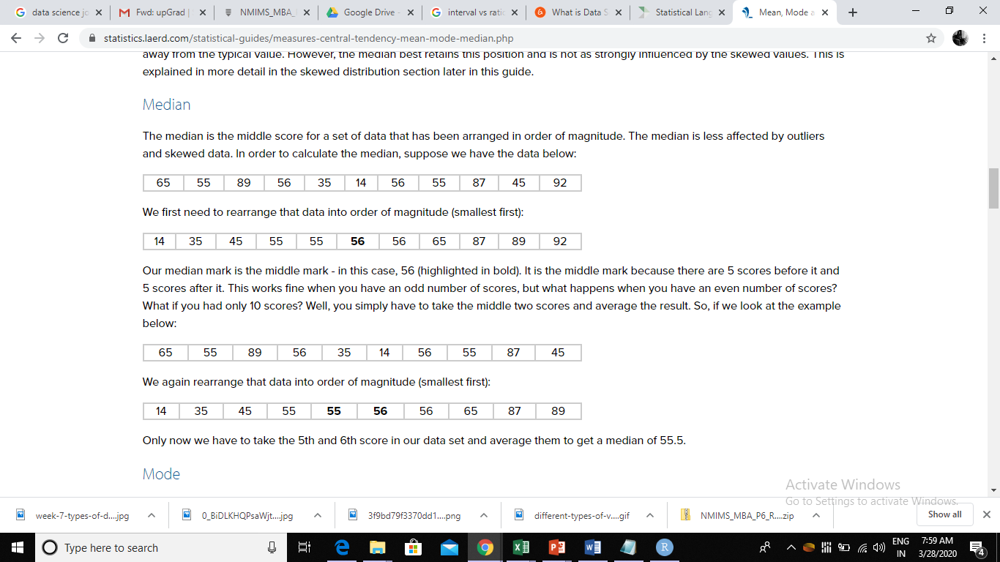 data science jo
Fwd: upGrad |
NMIMS_MBA_
Google Drive -
interval vs ratio
What is Data S
Statistical Lang
Mean, Mode a
statistics.laerd.com/statistical-guides/measures-central-tendency-mean-mode-median.php
away from the typical value. However, the median best retains this position and is not as strongly influenced by the skewed values. This is
explained in more detail in the skewed distribution section later in this guide.
Median
The median is the middle score for a set of data that has been arranged in order of magnitude. The median is less affected by outliers
and skewed data. In order to calculate the median, suppose we have the data below:
65 55 89 56 35 14 56 55 87 45 92
We first need to rearrange that data into order of magnitude (smallest first):
14 35 45 55 55 56 56 65 87 89 92
Our median mark is the middle mark - in this case, 56 (highlighted in bold). It is the middle mark because there are 5 scores before it and
5 scores after it. This works fine when you have an odd number of scores, but what happens when you have an even number of scores?
What if you had only 10 scores? Well, you simply have to take the middle two scores and average the result. So, if we look at the example
below:
65 55 89 56 35 14 56 55 87 45
We again rearrange that data into order of magnitude (smallest first):
14 35 45 55 55 56 56 65 87 89
Only now we have to take the 5th and 6th score in our data set and average them to get a median of 55.5.
Mode
Activate Windows
Go to Settings to activate Windows.
week-7-types-of-d....jpg
0_BiDLKHQPsaWjt....jpg
3f9bd79f3370dd1....png
different-types-of-v....gif
NMIMS_MBA_P6_R....zip
Show all
Type here to search
ENG
IN
7:59 AM
3/28/2020
4